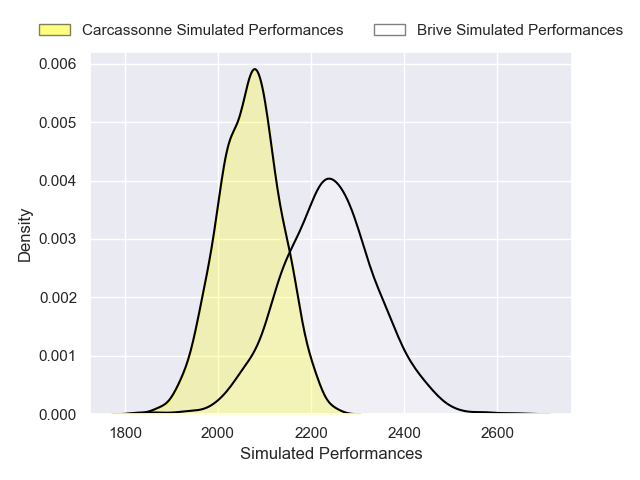 Carcassonne Simulated Performances
Brive Simulated Performances
0.006
0.005
0.004
0.003
0.002
0.001
0.000
Density
1800 2000 2200 2400 2600
Simulated Performances